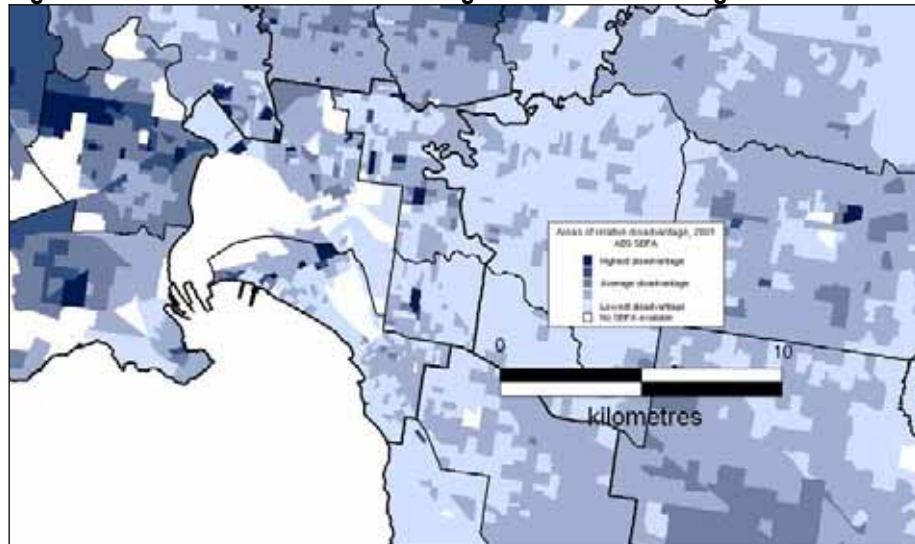 Areas of relative disadvantage, 2001
ABS SEIFA
Highest disadvantage
Average disadvantage
Lowest disadvantage
No SEIFA available
0 10
kilometres